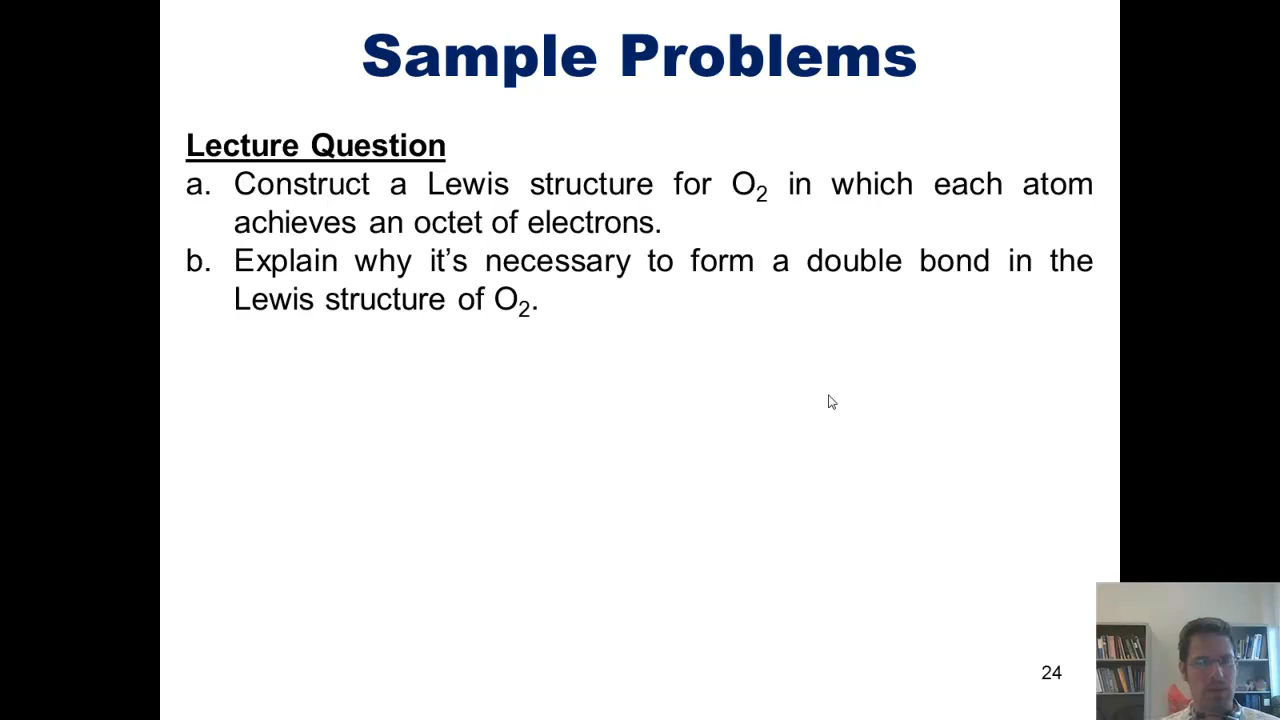 Sample Problems
Lecture Question
a. Construct a Lewis structure for O₂ in which each atom
achieves an octet of electrons.
b. Explain why it’s necessary to form a double bond in the
Lewis structure of O₂.
24